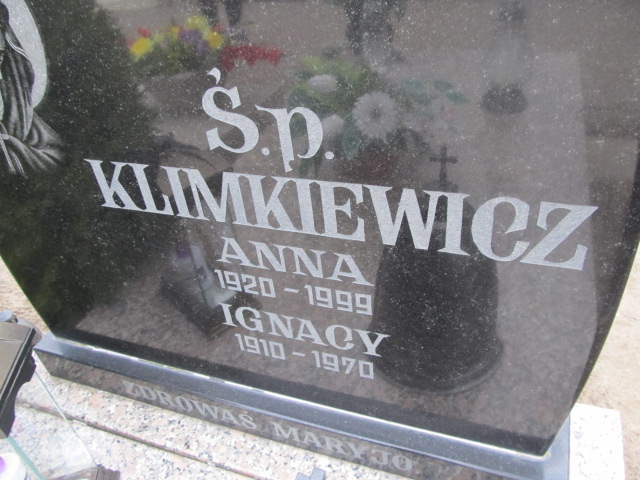 Ś.p.
KLIMKIEWICZ
ANNA
1920 - 1999
IGNACY
1910 - 1970
ZDROWAŚ MARYJO